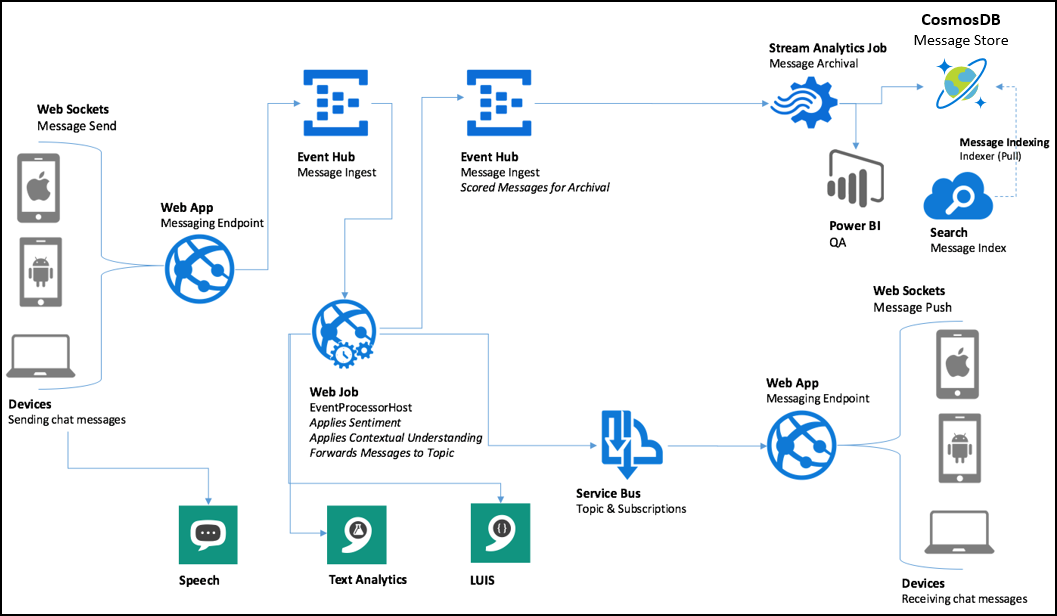 CosmosDB
Message Store
Stream Analytics Job
Message Archival
Web Sockets
Message Send
Event Hub
Message Ingest
Event Hub
Message Ingest
Scored Messages for Archival
Message Indexing
Indexer (Pull)
Web App
Messaging Endpoint
Power BI
QA
Search
Message Index
Web Sockets
Message Push
Web Job
EventProcessorHost
Applies Sentiment
Applies Contextual Understanding
Forwards Messages to Topic
Web App
Messaging Endpoint
Devices
Sending chat messages
Service Bus
Topic & Subscriptions
Speech
Text Analytics
{}
LUIS
Devices
Receiving chat messages